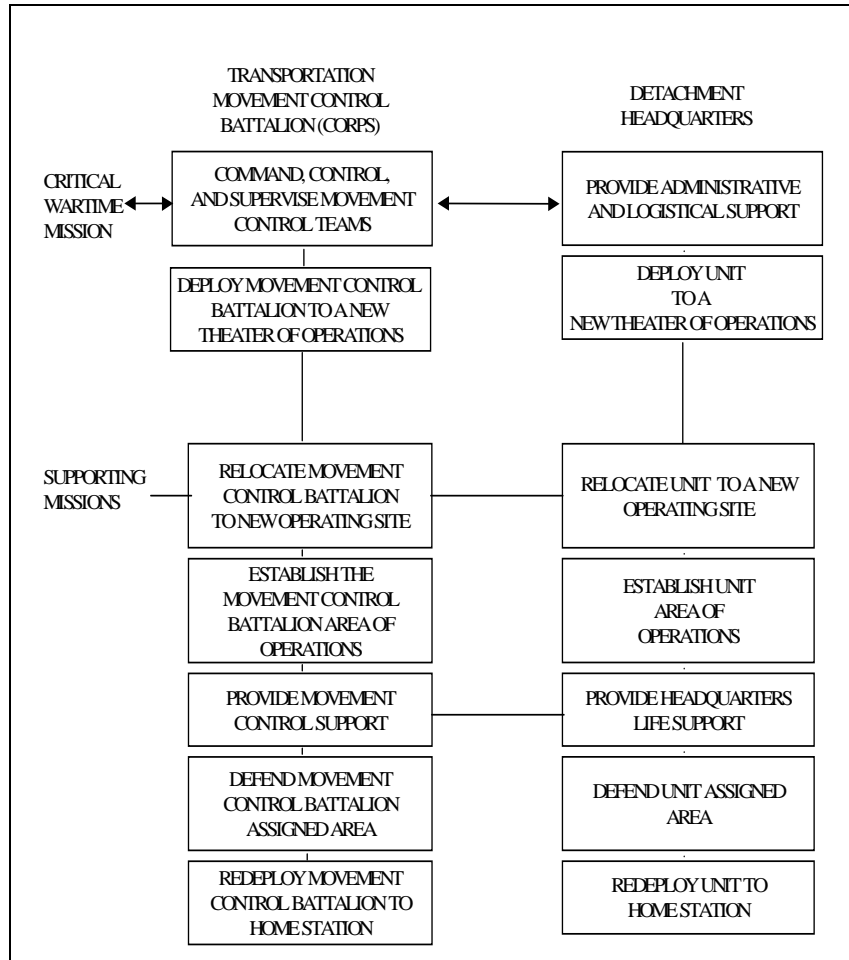 TRANSPORTATION
MOVEMENT CONTROL
BATTALION (CORPS)
DETACHMENT
HEADQUARTERS
CRITICAL
WARTIME
MISSION
COMMAND, CONTROL,
AND SUPERVISE MOVEMENT
CONTROL TEAMS
PROVIDE ADMINISTRATIVE
AND LOGISTICAL SUPPORT
DEPLOY MOVEMENT CONTROL
BATTALION TO A NEW
THEATER OF OPERATIONS
DEPLOY UNIT
TO A
NEW THEATER OF OPERATIONS
SUPPORTING
MISSIONS
RELOCATE MOVEMENT
CONTROL BATTALION
TO NEW OPERATING SITE
RELOCATE UNIT TO A NEW
OPERATING SITE
ESTABLISH THE
MOVEMENT CONTROL
BATTALION AREA OF
OPERATIONS
ESTABLISH UNIT
AREA OF
OPERATIONS
PROVIDE MOVEMENT
CONTROL SUPPORT
PROVIDE HEADQUARTERS
LIFE SUPPORT
DEFEND MOVEMENT
CONTROL BATTALION
ASSIGNED AREA
DEFEND UNIT ASSIGNED
AREA
REDEPLOY MOVEMENT
CONTROL BATTALION TO
HOME STATION
REDEPLOY UNIT TO
HOME STATION